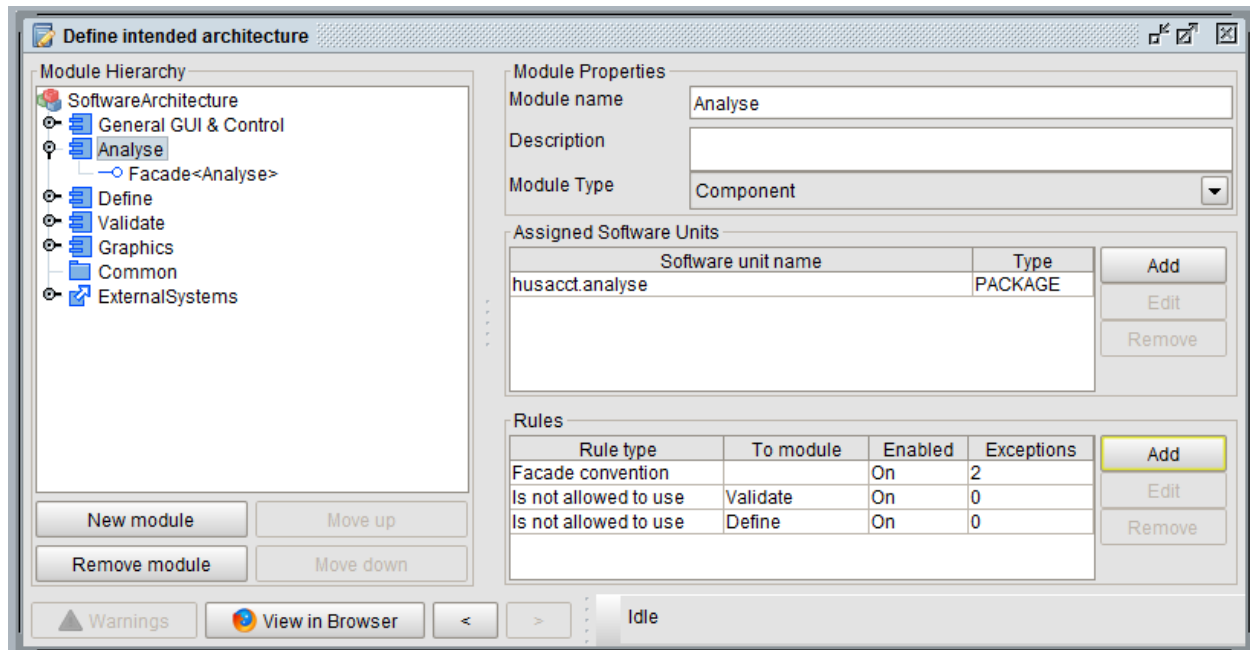 Define intended architecture
Module Hierarchy
SoftwareArchitecture
General GUI & Control
Analyse
Facade<Analyse>
Define
Validate
Graphics
Common
ExternalSystems
New module
Move up
Remove module
Move down
Module Properties
Module name
Analyse
Description
Module Type
Component
Assigned Software Units
Software unit name Type
husacct.analyse PACKAGE
Add
Edit
Remove
Rules
Rule type To module Enabled Exceptions
Facade convention On 2
Is not allowed to use Validate On 0
Is not allowed to use Define On 0
Add
Edit
Remove
Warnings
View in Browser
<
>
Idle